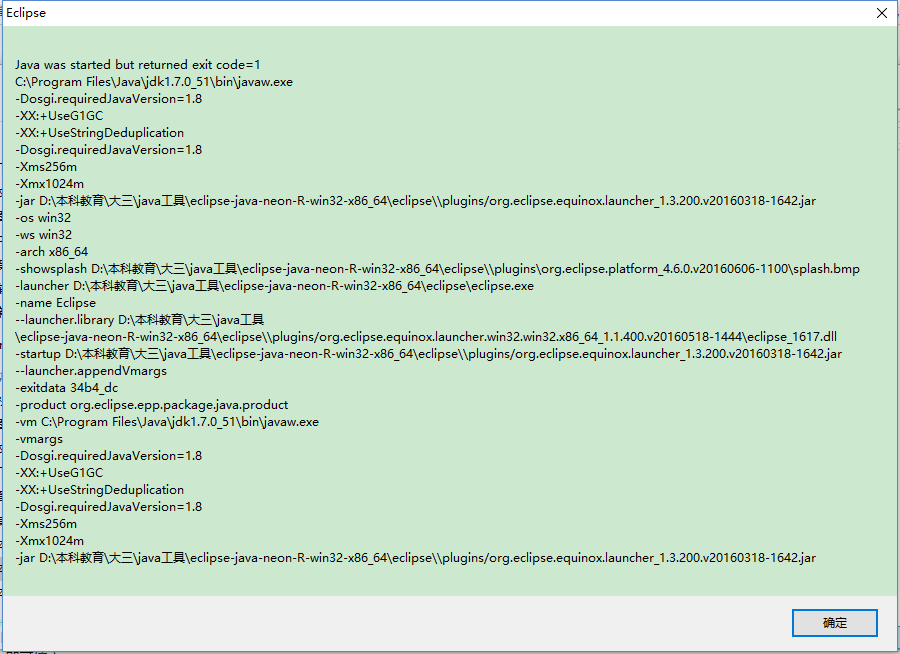 Eclipse
Java was started but returned exit code=1
C:\Program Files\Java\jdk1.7.0_51\bin\javaw.exe
-Dosgi.requiredJavaVersion=1.8
-XX:+UseG1GC
-XX:+UseStringDeduplication
-Dosgi.requiredJavaVersion=1.8
-Xms256m
-Xmx1024m
-jar D:\本科教育\大三\java工具\eclipse-java-neon-R-win32-x86_64\eclipse\\plugins/org.eclipse.equinox.launcher_1.3.200.v20160318-1642.jar
-os win32
-ws win32
-arch x86_64
-showsplash D:\本科教育\大三\java工具\eclipse-java-neon-R-win32-x86_64\eclipse\\plugins\org.eclipse.platform_4.6.0.v20160606-1100\splash.bmp
-launcher D:\本科教育\大三\java工具\eclipse-java-neon-R-win32-x86_64\eclipse\eclipse.exe
-name Eclipse
--launcher.library D:\本科教育\大三\java工具
\eclipse-java-neon-R-win32-x86_64\eclipse\\plugins/org.eclipse.equinox.launcher.win32.win32.x86_64_1.1.400.v20160518-1444\eclipse_1617.dll
-startup D:\本科教育\大三\java工具\eclipse-java-neon-R-win32-x86_64\eclipse\\plugins/org.eclipse.equinox.launcher_1.3.200.v20160318-1642.jar
--launcher.appendVmargs
-exitdata 34b4_dc
-product org.eclipse.epp.package.java.product
-vm C:\Program Files\Java\jdk1.7.0_51\bin\javaw.exe
-vmargs
-Dosgi.requiredJavaVersion=1.8
-XX:+UseG1GC
-XX:+UseStringDeduplication
-Dosgi.requiredJavaVersion=1.8
-Xms256m
-Xmx1024m
-jar D:\本科教育\大三\java工具\eclipse-java-neon-R-win32-x86_64\eclipse\\plugins/org.eclipse.equinox.launcher_1.3.200.v20160318-1642.jar
确定